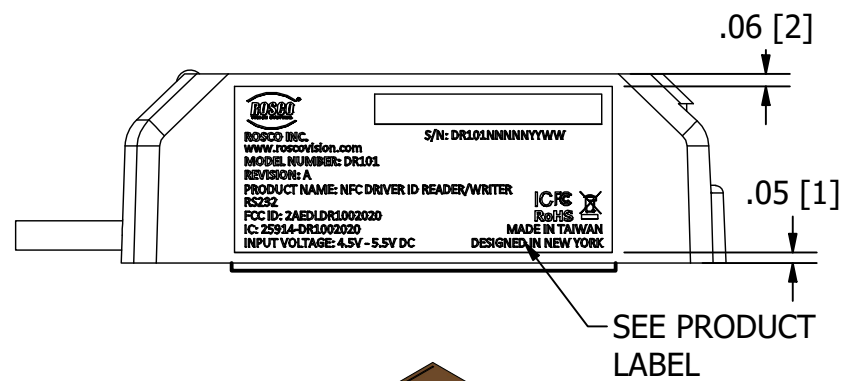 .06 [2]
ROSCO
S/N: DR101NNNNNYYWW
ROSCO INC.
www.roscovision.com
MODEL NUMBER: DR101
REVISION: A
PRODUCT NAME: NFC DRIVER ID READER/WRITER
RS232
FCC ID: 2AEDLDR1002020
IC: 25914-DR1002020
INPUT VOLTAGE: 4.5V - 5.5V DC
IC FC
RoHS
MADE IN TAIWAN
DESIGNED IN NEW YORK
.05 [1]
SEE PRODUCT
LABEL